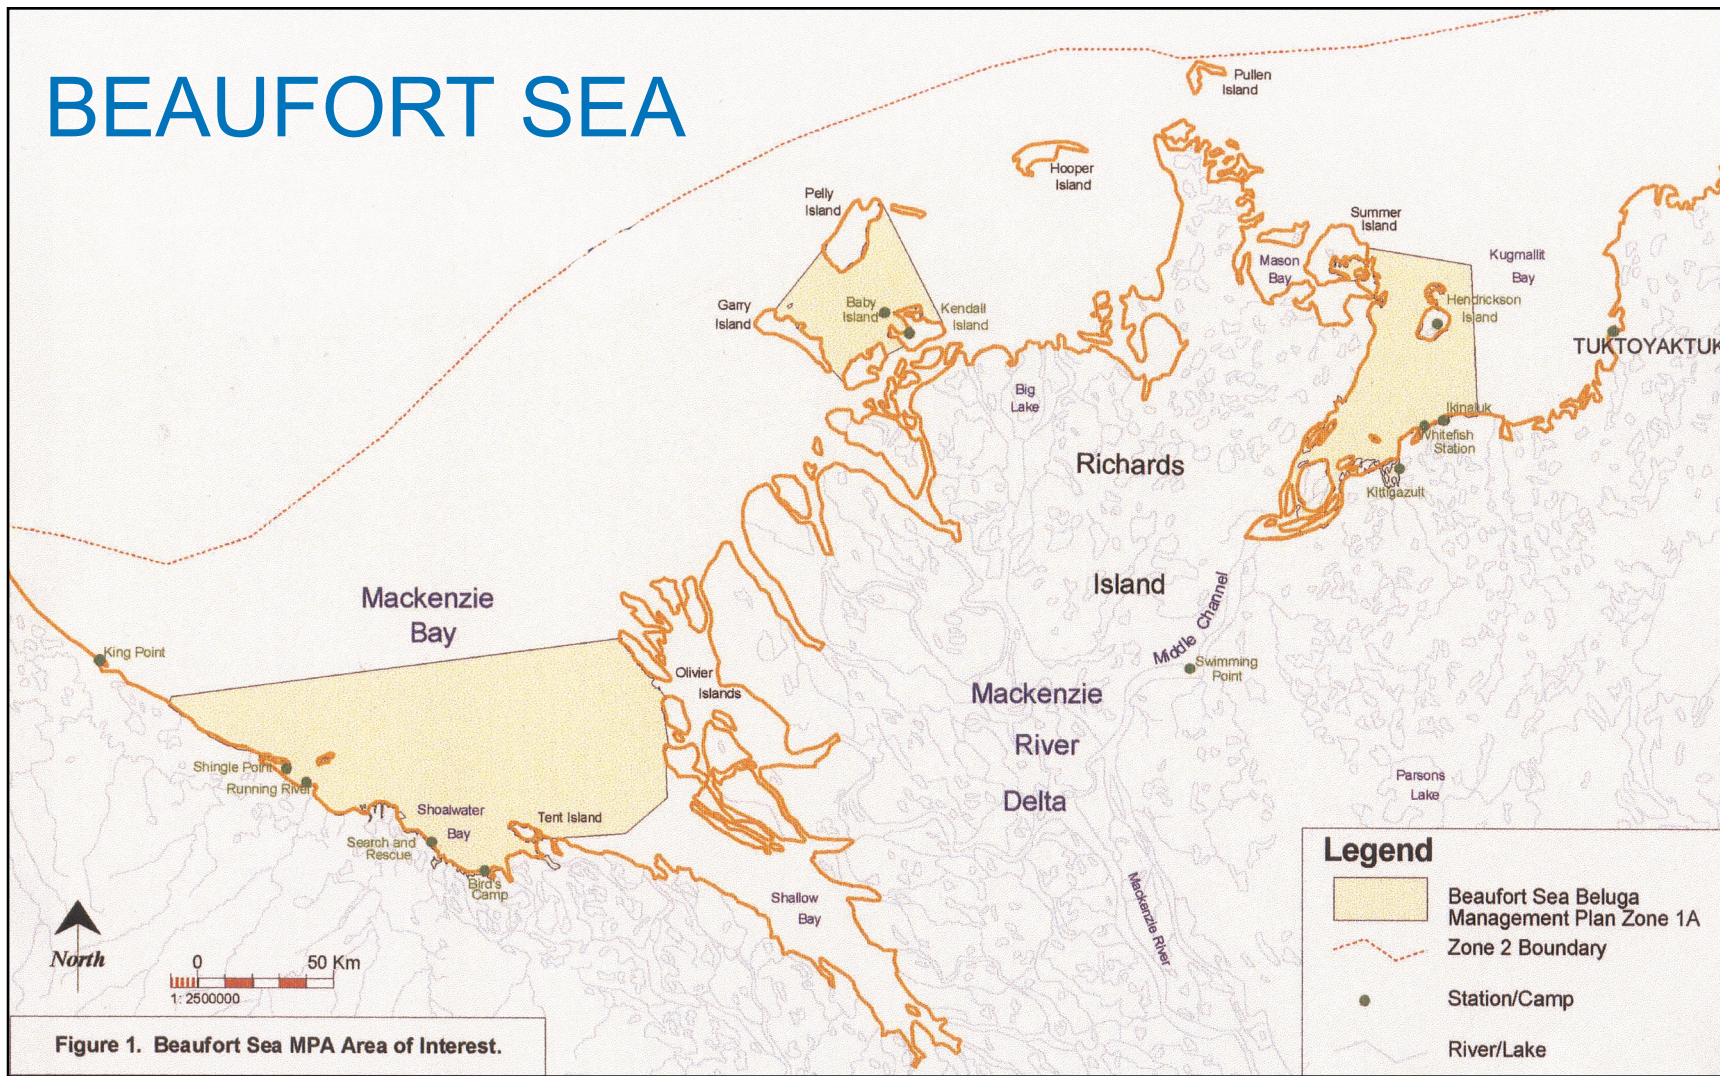 BEAUFORT SEA
Pullen
Island
Hooper
Island
Pelly
Island
Summer
Island
Mason
Bay
Kugmallit
Bay
Garry
Island
Baby
Island
Kendall
Island
Hendrickson
Island
TUKTOYAKTUK
Big
Lake
Ikinaluk
Whitefish
Station
Kittigazuit
Richards
Island
Mackenzie
Bay
Middle Channel
Swimming
Point
King Point
Olivier
Islands
Mackenzie
River
Delta
Shingle Point
Running River
Shoalwater
Bay
Tent Island
Search and
Rescue
Bird's
Camp
Parsons
Lake
Shallow
Bay
Mackenzie River
North
0 50 Km
1: 2500000
Figure 1. Beaufort Sea MPA Area of Interest.
Legend
Beaufort Sea Beluga
Management Plan Zone 1A
Zone 2 Boundary
Station/Camp
River/Lake